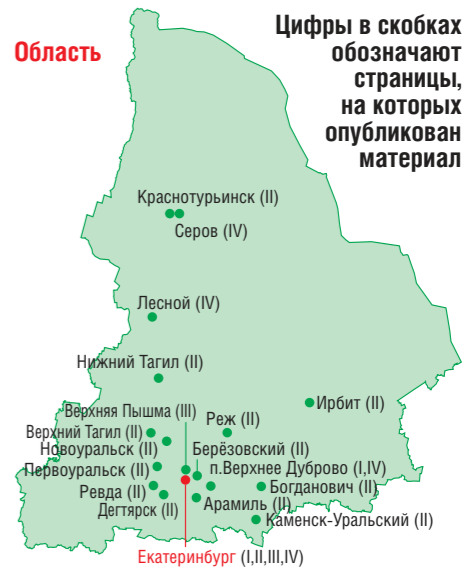 Область
Цифры в скобках
обозначают
страницы,
на которых
опубликован
материал
Краснотурьинск (II)
Серов (IV)
Лесной (IV)
Нижний Тагил (II)
Ирбит (II)
Верхняя Пышма (III)
Реж (II)
Верхний Тагил (II)
Берёзовский (II)
Новоуральск (II)
п.Верхнее Дуброво (I,IV)
Первоуральск (II)
Богданович (II)
Ревда (II)
Арамиль (II)
Дегтярск (II)
Каменск-Уральский (II)
Екатеринбург (I,II,III,IV)